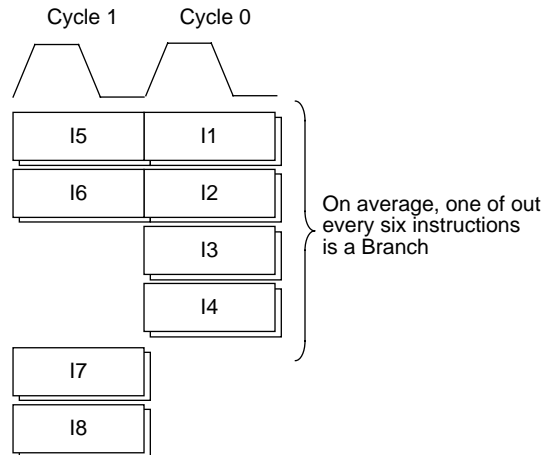 Cycle 1 Cycle 0
I5 I1
I6 I2
I3
I4
On average, one of out
every six instructions
is a Branch
I7
I8